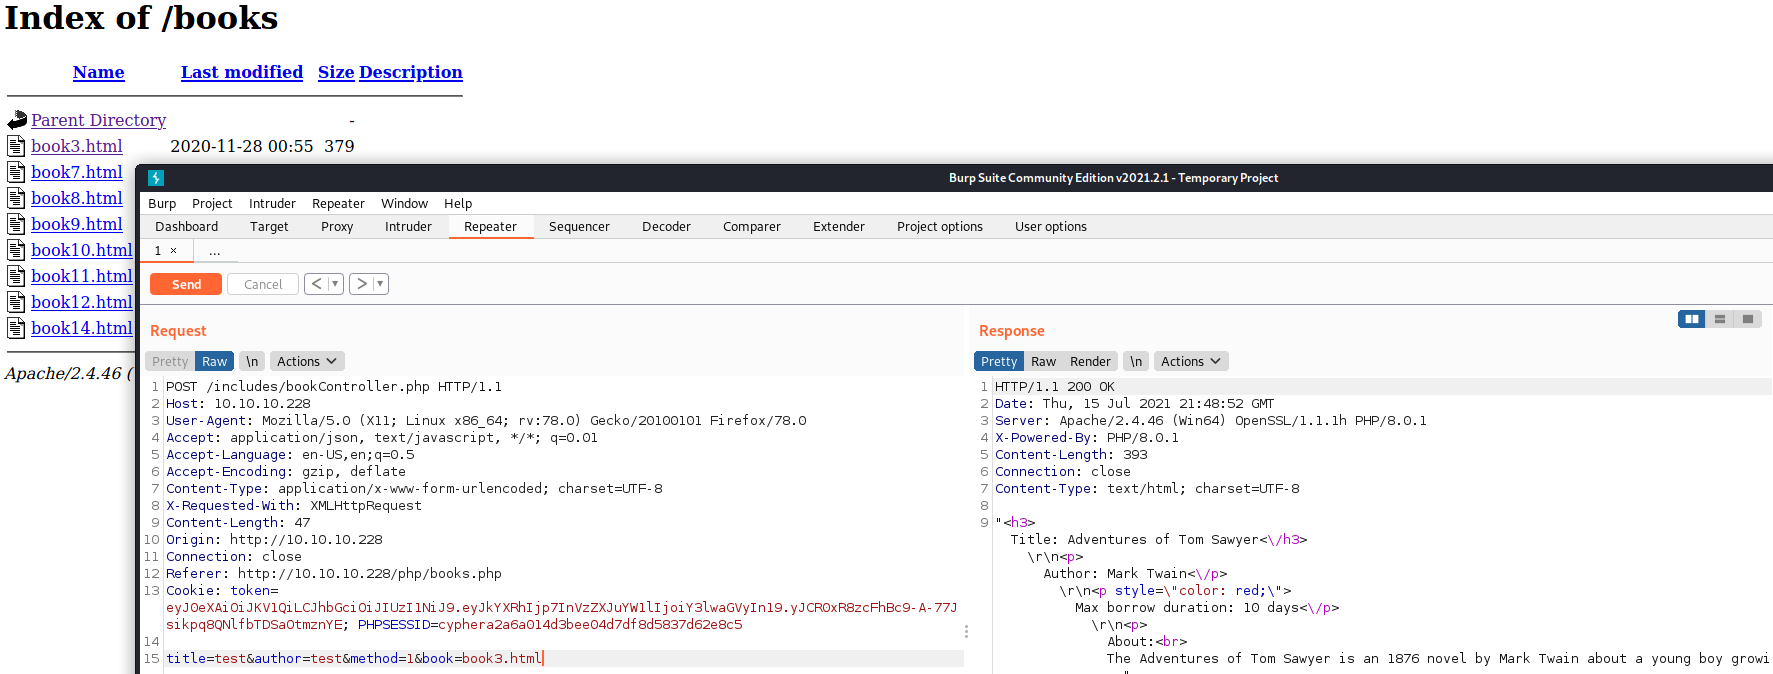 Index of /books
Name Last modified Size Description
Parent Directory -
book3.html 2020-11-28 00:55 379
book7.html
book8.html
book9.html
book10.html
book11.html
book12.html
book14.html
Apache/2.4.46 (
Burp Suite Community Edition v2021.2.1 - Temporary Project
Burp Project Intruder Repeater Window Help
Dashboard Target Proxy Intruder Repeater Sequencer Decoder Comparer Extender Project options User options
1 × ...
Send Cancel < >
Request
Pretty Raw \n Actions
1 POST /includes/bookController.php HTTP/1.1
2 Host: 10.10.10.228
3 User-Agent: Mozilla/5.0 (X11; Linux x86_64; rv:78.0) Gecko/20100101 Firefox/78.0
4 Accept: application/json, text/javascript, */*; q=0.01
5 Accept-Language: en-US,en;q=0.5
6 Accept-Encoding: gzip, deflate
7 Content-Type: application/x-www-form-urlencoded; charset=UTF-8
8 X-Requested-With: XMLHttpRequest
9 Content-Length: 47
10 Origin: http://10.10.10.228
11 Connection: close
12 Referer: http://10.10.10.228/php/books.php
13 Cookie: token=
eyJ0eXAiOiJKV1QiLCJhbGciOiJIUzI1NiJ9.eyJkYXRhIjp7InVzZXJuYW1lIjoiY3lwaGVyIn19.yJCR0xR8zcFhBc9-A-77J
sikpq8QNlfbTDSaOtmznYE; PHPSESSID=cyphera2a6a014d3bee04d7df8d5837d62e8c5
14
15 title=test&author=test&method=1&book=book3.html
Response
Pretty Raw Render \n Actions
1 HTTP/1.1 200 OK
2 Date: Thu, 15 Jul 2021 21:48:52 GMT
3 Server: Apache/2.4.46 (Win64) OpenSSL/1.1.1h PHP/8.0.1
4 X-Powered-By: PHP/8.0.1
5 Content-Length: 393
6 Connection: close
7 Content-Type: text/html; charset=UTF-8
8
9 "<h3>
Title: Adventures of Tom Sawyer<\/h3>
\r\n<p>
Author: Mark Twain<\/p>
\r\n<p style=\"color: red;\">
Max borrow duration: 10 days<\/p>
\r\n<p>
About:<br>
The Adventures of Tom Sawyer is an 1876 novel by Mark Twain about a young boy growi